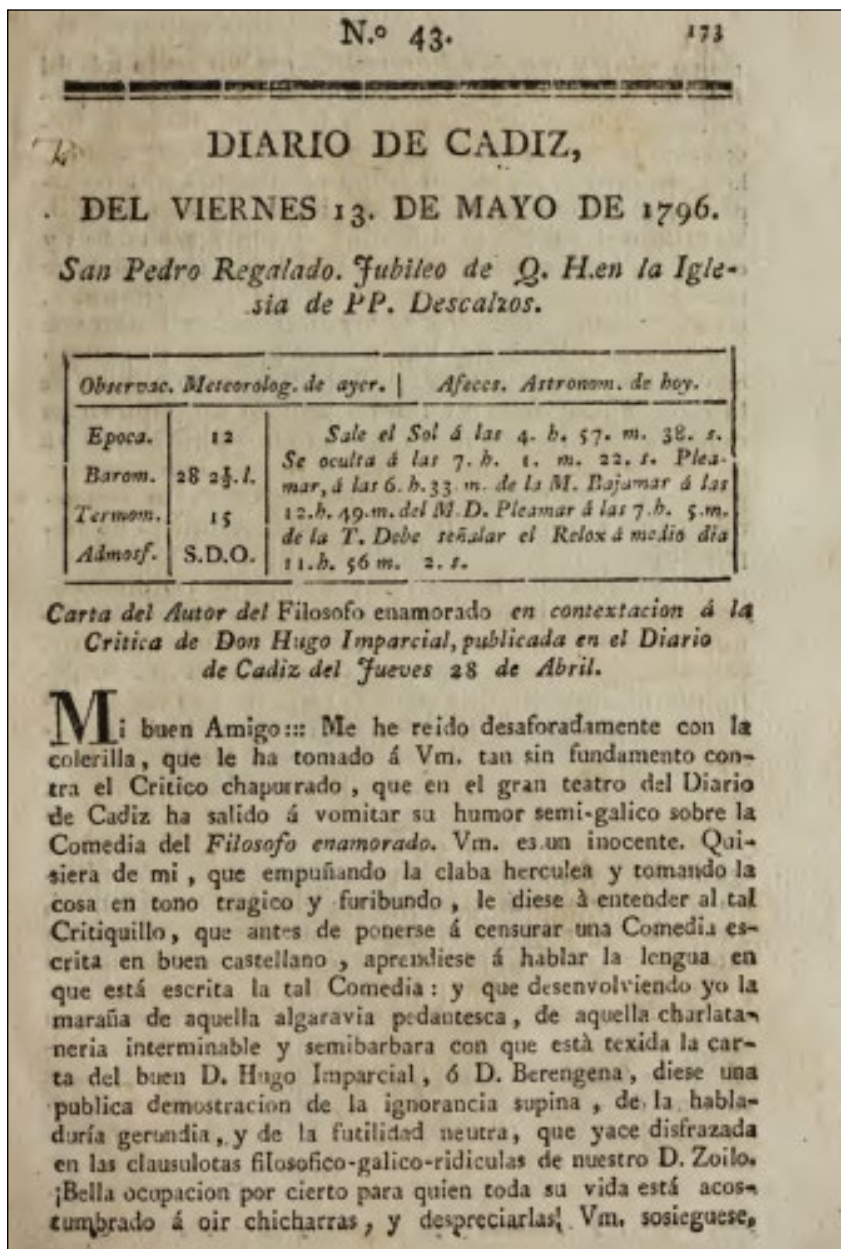 N.º 43. 173
DIARIO DE CADIZ,
DEL VIERNES 13. DE MAYO DE 1796.
San Pedro Regalado. Jubileo de Q. H.en la Igle-
sia de PP. Descalzos.
Observac. Meteorolog. de ayer. | Afecc s. Astronom. de hoy.
Epoca. 12
Barom. 28 2½.l.
Termom. 15
Admosf. S.D.O.
Sale el Sol á las 4. h. 57. m. 38. s.
Se oculta á las 7. h. 1. m. 22. s. Plea-
mar, á las 6. h. 33. m. de la M. Bajamar á las
12.h. 49.m. del M.D. Pleamar á las 7. h. 5.m.
de la T. Debe señalar el Relox á medio dia
11.h. 56 m. 2. s.
Carta del Autor del Filosofo enamorado en contextacion á la
Critica de Don Hugo Imparcial, publicada en el Diario
de Cadiz del Jueves 28 de Abril.
Mi buen Amigo::: Me he reido desaforadamente con la
colerilla, que le ha tomado á Vm. tan sin fundamento con-
tra el Critico chapurrado, que en el gran teatro del Diario
de Cadiz ha salido á vomitar su humor semi-galico sobre la
Comedia del Filosofo enamorado. Vm. es un inocente. Qui-
siera de mi, que empuñando la claba herculea y tomando la
cosa en tono tragico y furibundo, le diese à entender al tal
Critiquillo, que antes de ponerse á censurar una Comedia es-
crita en buen castellano, aprendiese á hablar la lengua en
que está escrita la tal Comedia: y que desenvolviendo yo la
maraña de aquella algaravia pedantesca, de aquella charlata-
neria interminable y semibarbara con que està texida la car-
ta del buen D. Hugo Imparcial, ó D. Berengena, diese una
publica demostracion de la ignorancia supina, de la habla-
duría gerundia, y de la futilidad neutra, que yace disfrazada
en las clausulotas filosofico-galico-ridiculas de nuestro D. Zoilo.
¡Bella ocupacion por cierto para quien toda su vida está acos-
tumbrado á oir chicharras, y despreciarlas! Vm. sosieguese,